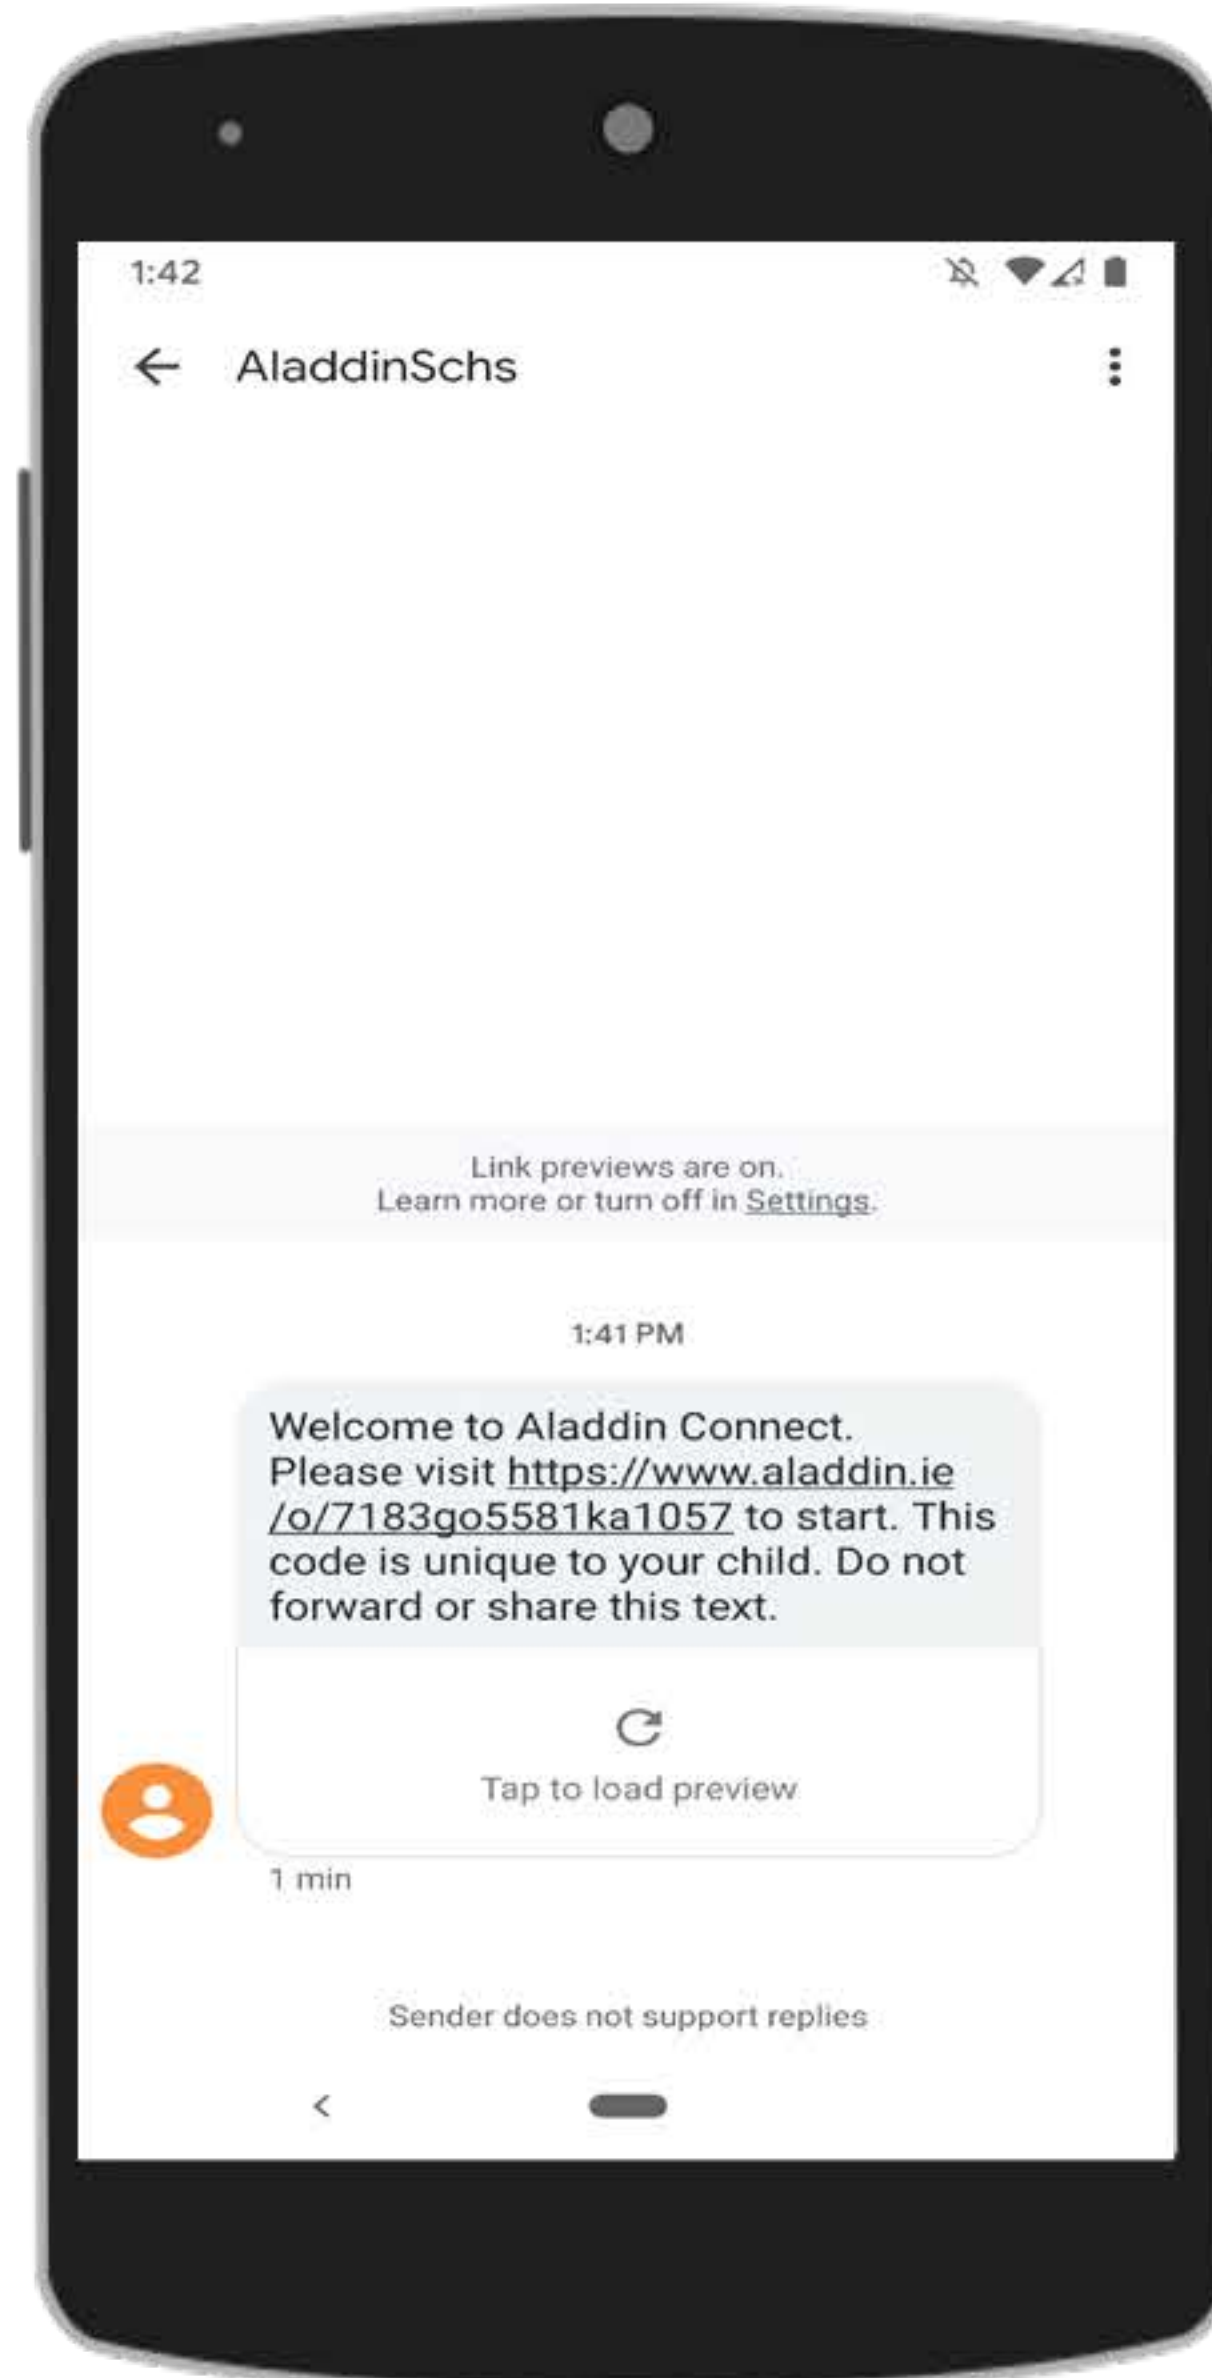 1:42
AladdinSchs
Link previews are on.
Learn more or turn off in Settings.
1:41 PM
Welcome to Aladdin Connect.
Please visit https://www.aladdin.ie
/o/7183go5581ka1057 to start. This
code is unique to your child. Do not
forward or share this text.
Tap to load preview
1 min
Sender does not support replies